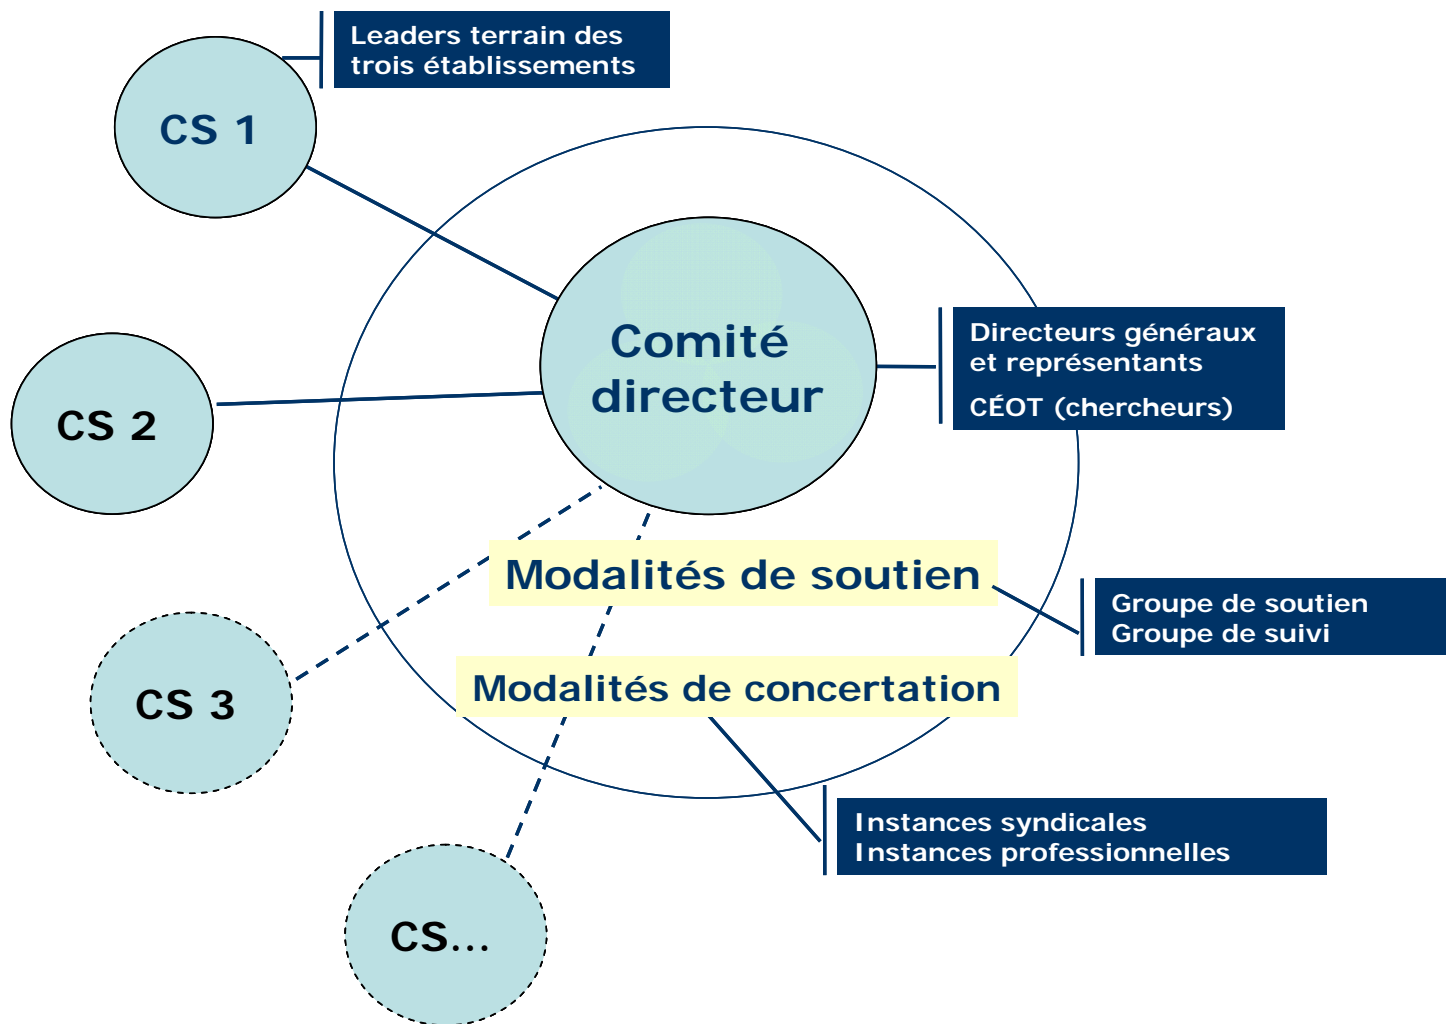 Leaders terrain des
trois établissements
CS 1
Comité
directeur
Directeurs généraux
et représentants
CÉOT (chercheurs)
CS 2
Modalités de soutien
Groupe de soutien
Groupe de suivi
CS 3
Modalités de concertation
Instances syndicales
Instances professionnelles
CS...